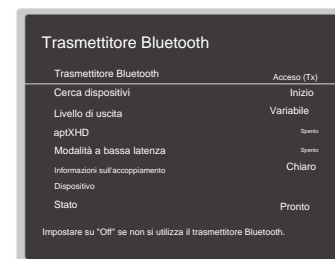 Trasmettitore Bluetooth
Trasmettitore Bluetooth Acceso (Tx)
Cerca dispositivi Inizio
Livello di uscita Variabile
aptXHD Spento
Modalità a bassa latenza Spento
Informazioni sull'accoppiamento Chiaro
Dispositivo
Stato Pronto
Impostare su "Off" se non si utilizza il trasmettitore Bluetooth.